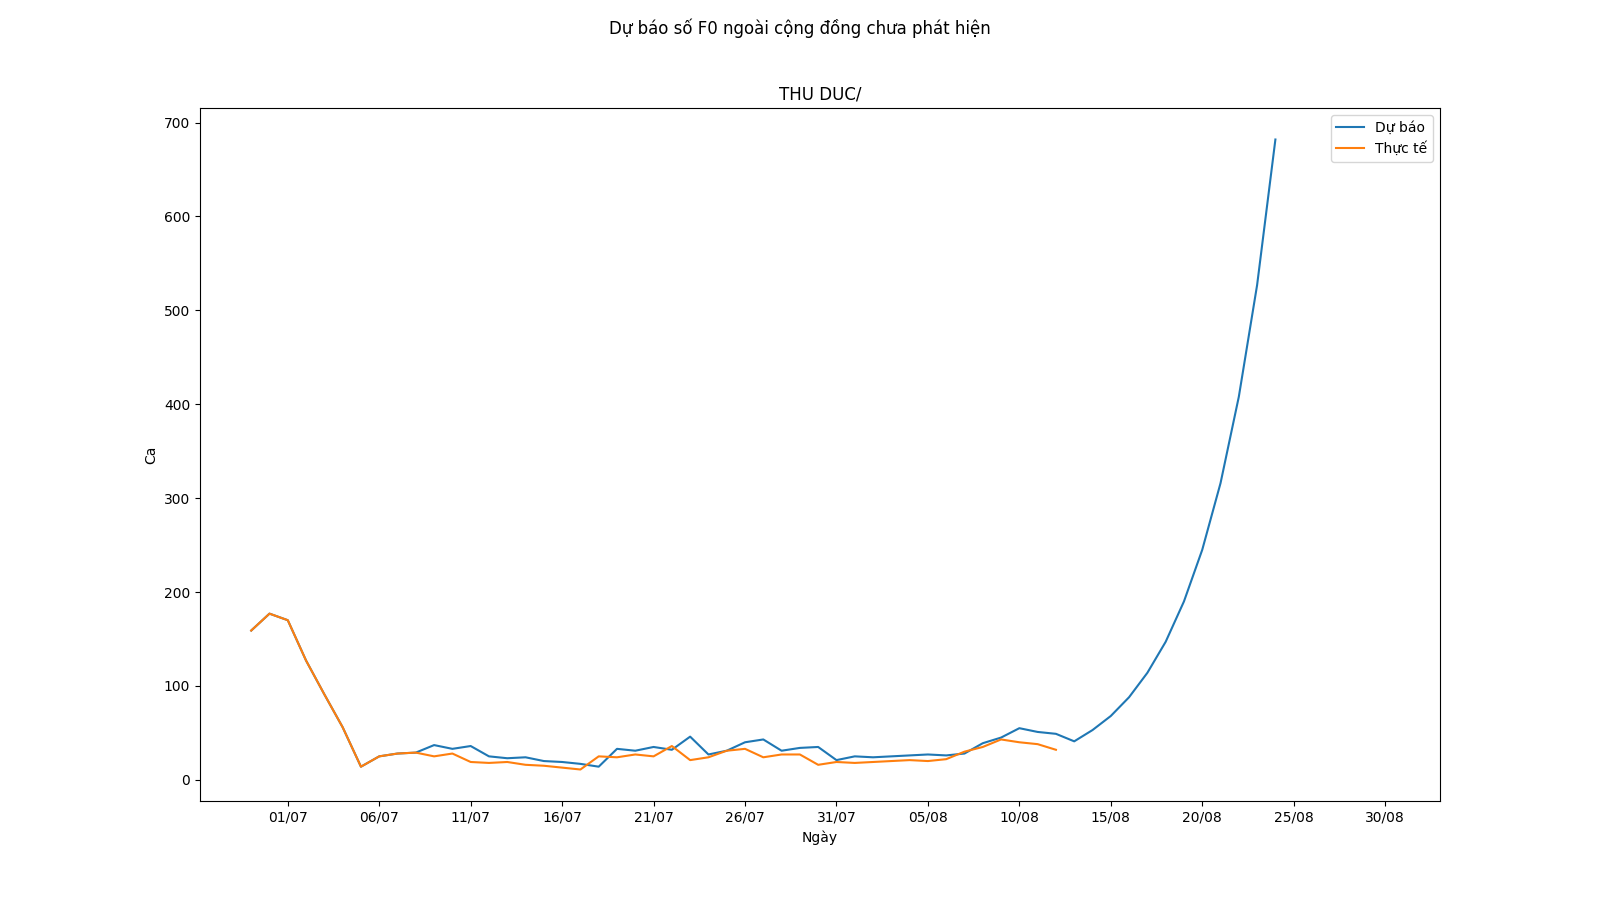 Dự báo số F0 ngoài cộng đồng chưa phát hiện
THU DUC/
700
600
500
400
300
200
100
0
Ca
Dự báo
Thực tế
01/07 06/07 11/07 16/07 21/07 26/07 31/07 05/08 10/08 15/08 20/08 25/08 30/08
Ngày